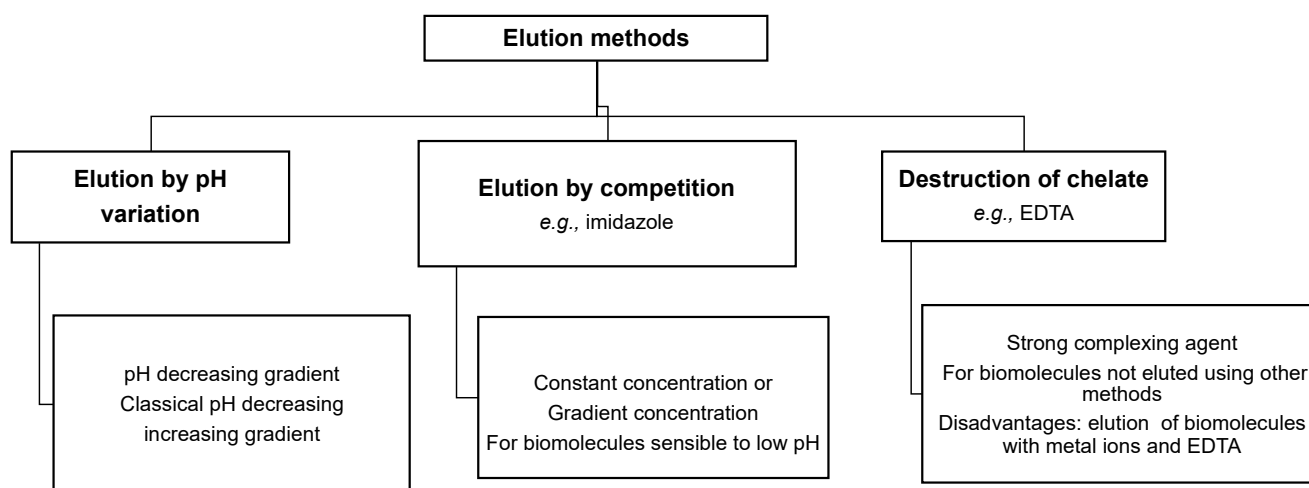 Elution methods
Elution by pH
variation
Elution by competition
e.g., imidazole
Destruction of chelate
e.g., EDTA
pH decreasing gradient
Classical pH decreasing
increasing gradient
Constant concentration or
Gradient concentration
For biomolecules sensible to low pH
Strong complexing agent
For biomolecules not eluted using other
methods
Disadvantages: elution of biomolecules
with metal ions and EDTA